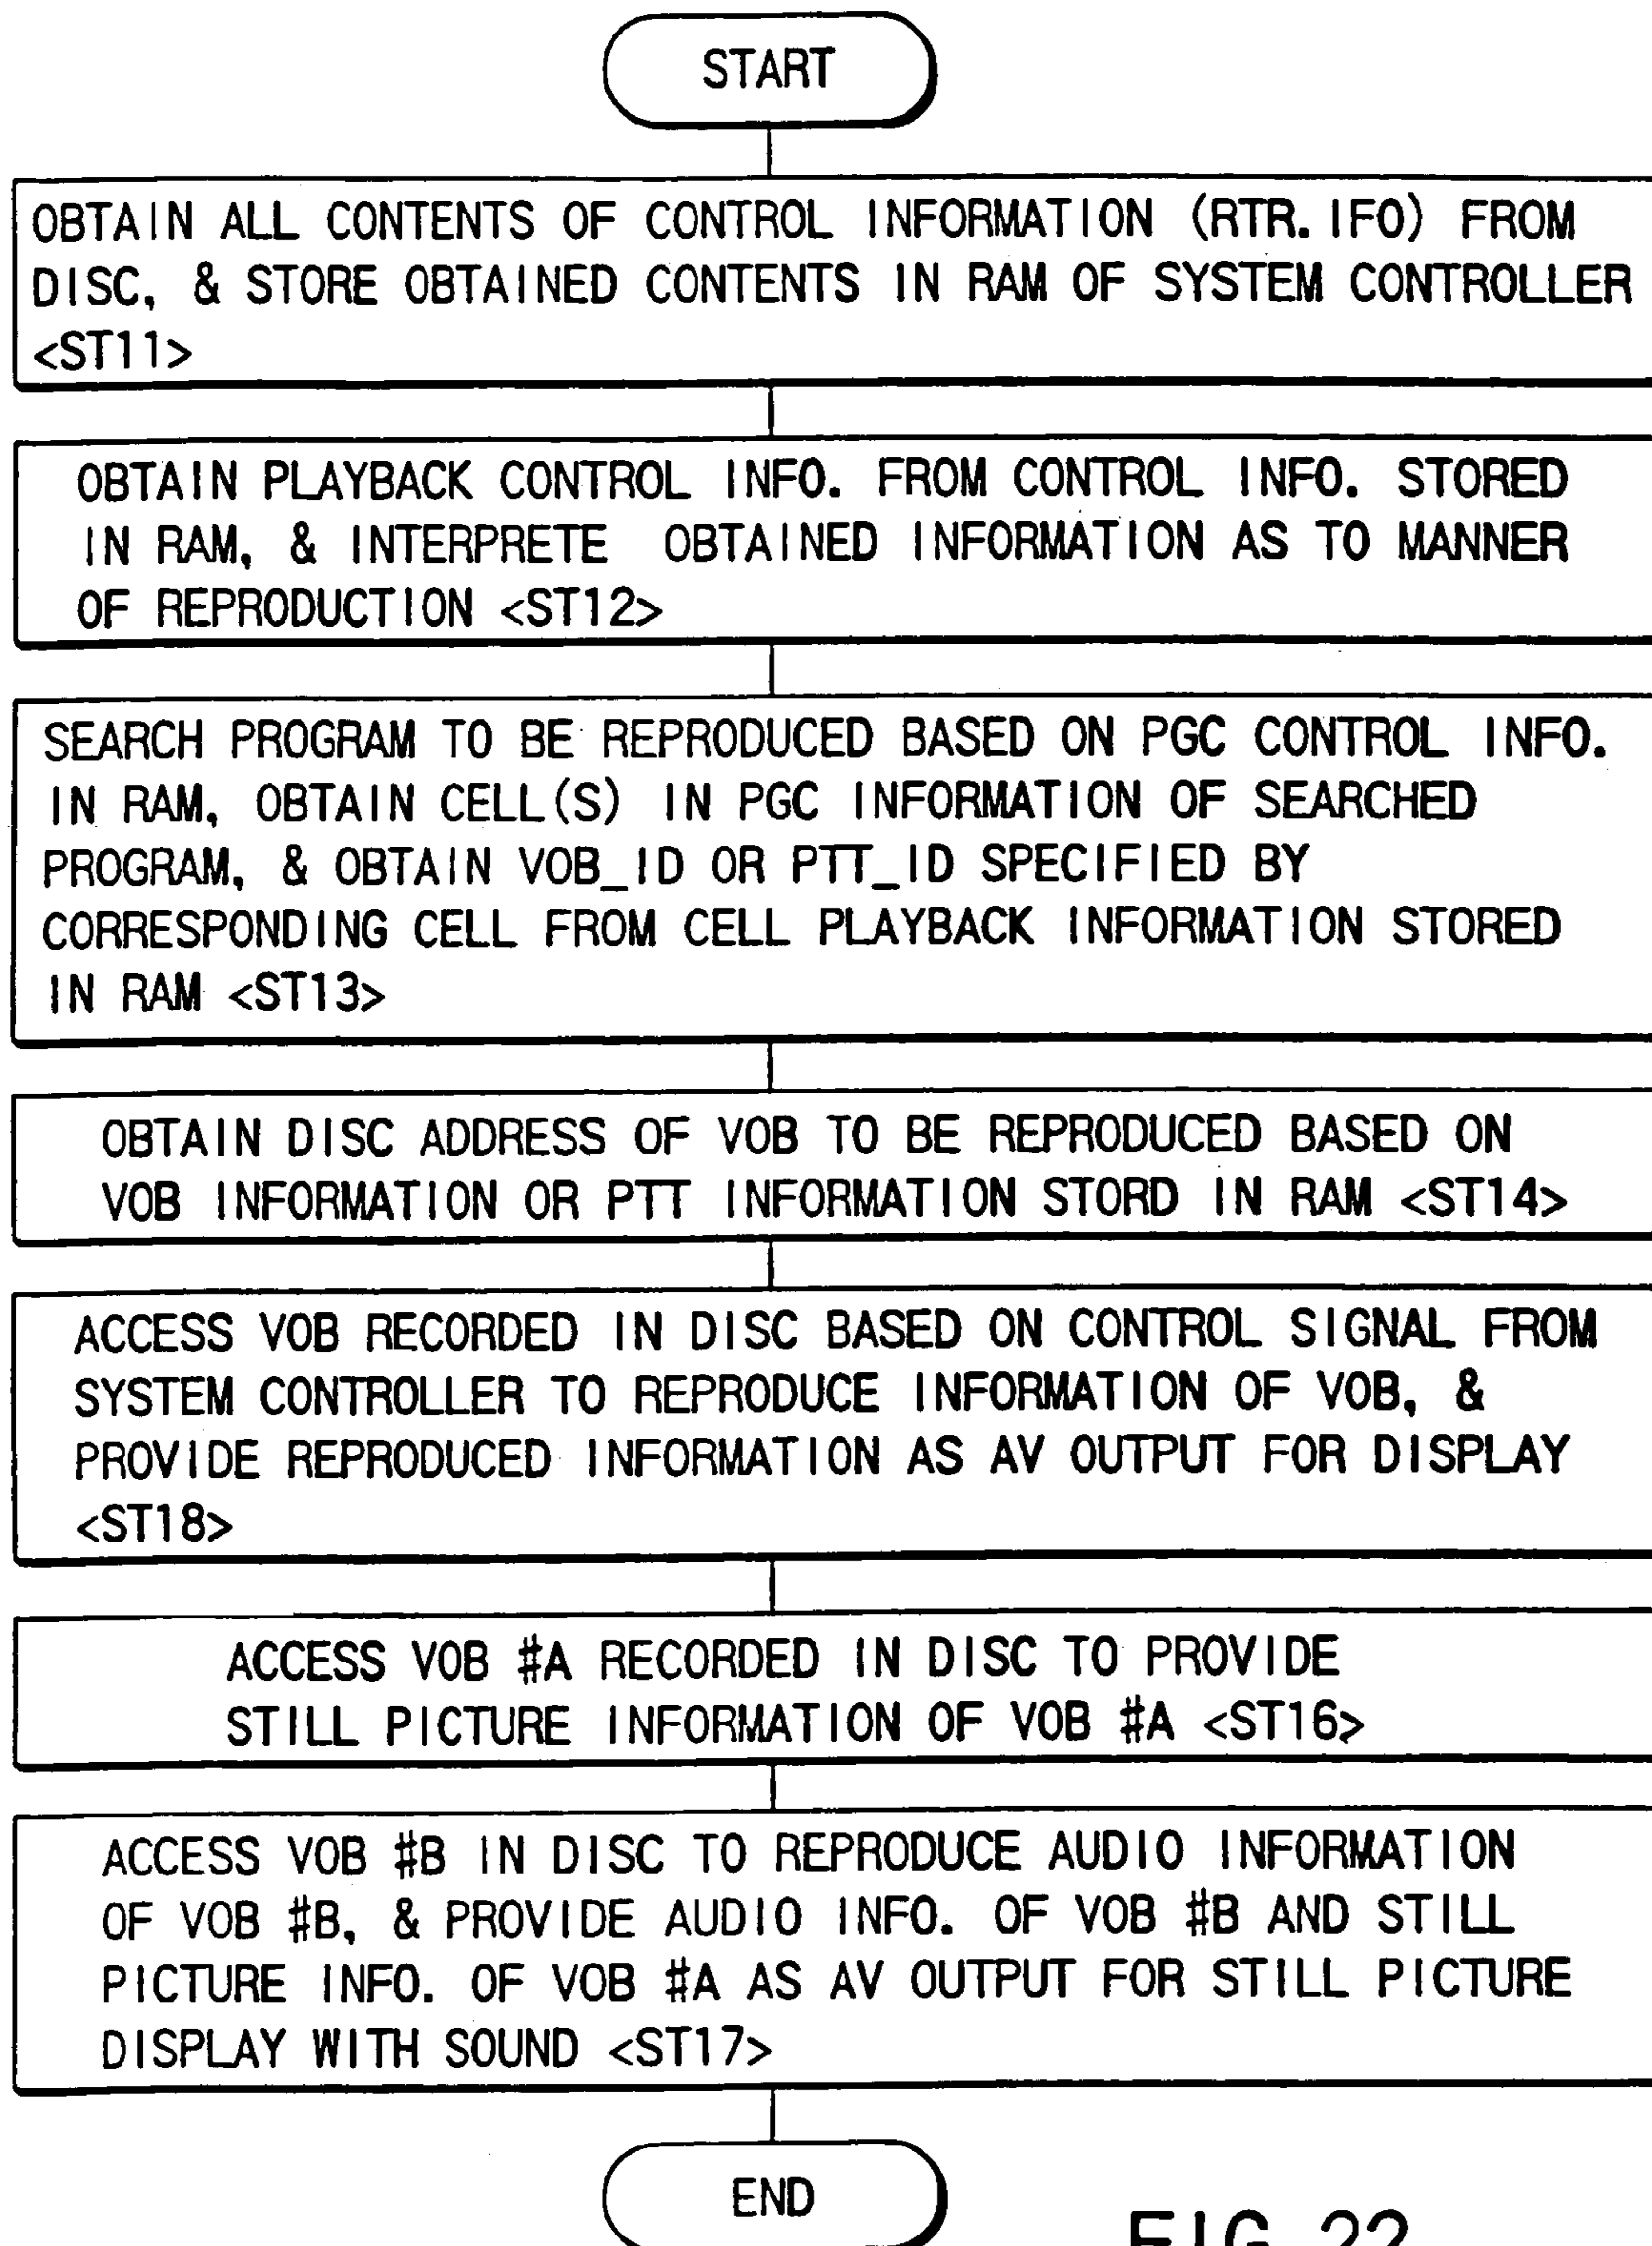 START
OBTAIN ALL CONTENTS OF CONTROL INFORMATION (RTR.IFO) FROM
DISC, & STORE OBTAINED CONTENTS IN RAM OF SYSTEM CONTROLLER
<ST11>
OBTAIN PLAYBACK CONTROL INFO. FROM CONTROL INFO. STORED
IN RAM, & INTERPRETE OBTAINED INFORMATION AS TO MANNER
OF REPRODUCTION <ST12>
SEARCH PROGRAM TO BE REPRODUCED BASED ON PGC CONTROL INFO.
IN RAM, OBTAIN CELL(S) IN PGC INFORMATION OF SEARCHED
PROGRAM, & OBTAIN VOB_ID OR PTT_ID SPECIFIED BY
CORRESPONDING CELL FROM CELL PLAYBACK INFORMATION STORED
IN RAM <ST13>
OBTAIN DISC ADDRESS OF VOB TO BE REPRODUCED BASED ON
VOB INFORMATION OR PTT INFORMATION STORD IN RAM <ST14>
ACCESS VOB RECORDED IN DISC BASED ON CONTROL SIGNAL FROM
SYSTEM CONTROLLER TO REPRODUCE INFORMATION OF VOB, &
PROVIDE REPRODUCED INFORMATION AS AV OUTPUT FOR DISPLAY
<ST18>
ACCESS VOB #A RECORDED IN DISC TO PROVIDE
STILL PICTURE INFORMATION OF VOB #A <ST16>
ACCESS VOB #B IN DISC TO REPRODUCE AUDIO INFORMATION
OF VOB #B, & PROVIDE AUDIO INFO. OF VOB #B AND STILL
PICTURE INFO. OF VOB #A AS AV OUTPUT FOR STILL PICTURE
DISPLAY WITH SOUND <ST17>
END
FIG. 22